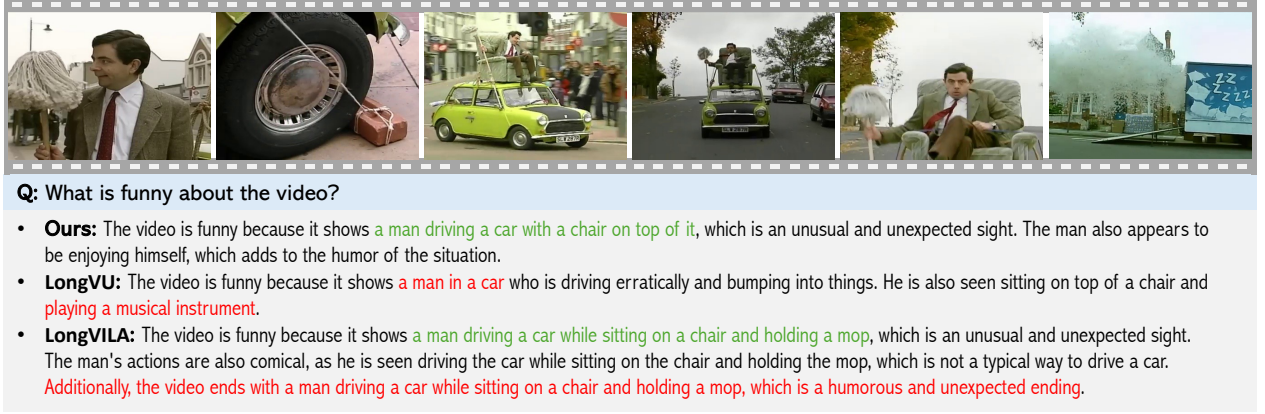 ZZ
ZZZ
Q: What is funny about the video?
• Ours: The video is funny because it shows a man driving a car with a chair on top of it, which is an unusual and unexpected sight. The man also appears to
be enjoying himself, which adds to the humor of the situation.
• LongVU: The video is funny because it shows a man in a car who is driving erratically and bumping into things. He is also seen sitting on top of a chair and
playing a musical instrument.
• LongVILA: The video is funny because it shows a man driving a car while sitting on a chair and holding a mop, which is an unusual and unexpected sight.
The man's actions are also comical, as he is seen driving the car while sitting on the chair and holding the mop, which is not a typical way to drive a car.
Additionally, the video ends with a man driving a car while sitting on a chair and holding a mop, which is a humorous and unexpected ending.